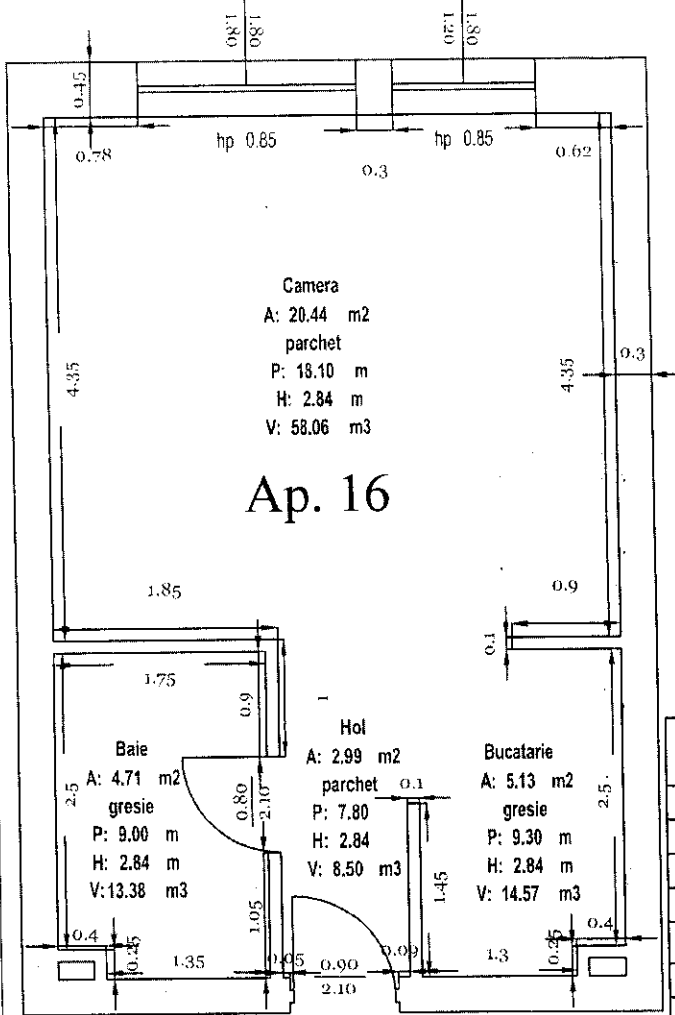 1.80
1.80
1.20
1.80
0.45
0.78
hp 0.85
0.3
hp 0.85
0.62
Camera
A: 20.44 m2
parchet
P: 18.10 m
H: 2.84 m
V: 58.06 m3
4.35
4.35
0.3
Ap. 16
1.85
0.9
0.1
1.75
0.9
1
Baie
A: 4.71 m2
gresie
P: 9.00 m
H: 2.84 m
V: 13.38 m3
2.5
0.80
2.10
Hol
A: 2.99 m2
parchet
P: 7.80
H: 2.84
V: 8.50 m3
0.1
Bucatarie
A: 5.13 m2
gresie
P: 9.30 m
H: 2.84 m
V: 14.57 m3
2.5
1.05
1.45
0.4
0.25
1.35
0.05
0.90
2.10
0.09
1.3
0.25
0.4